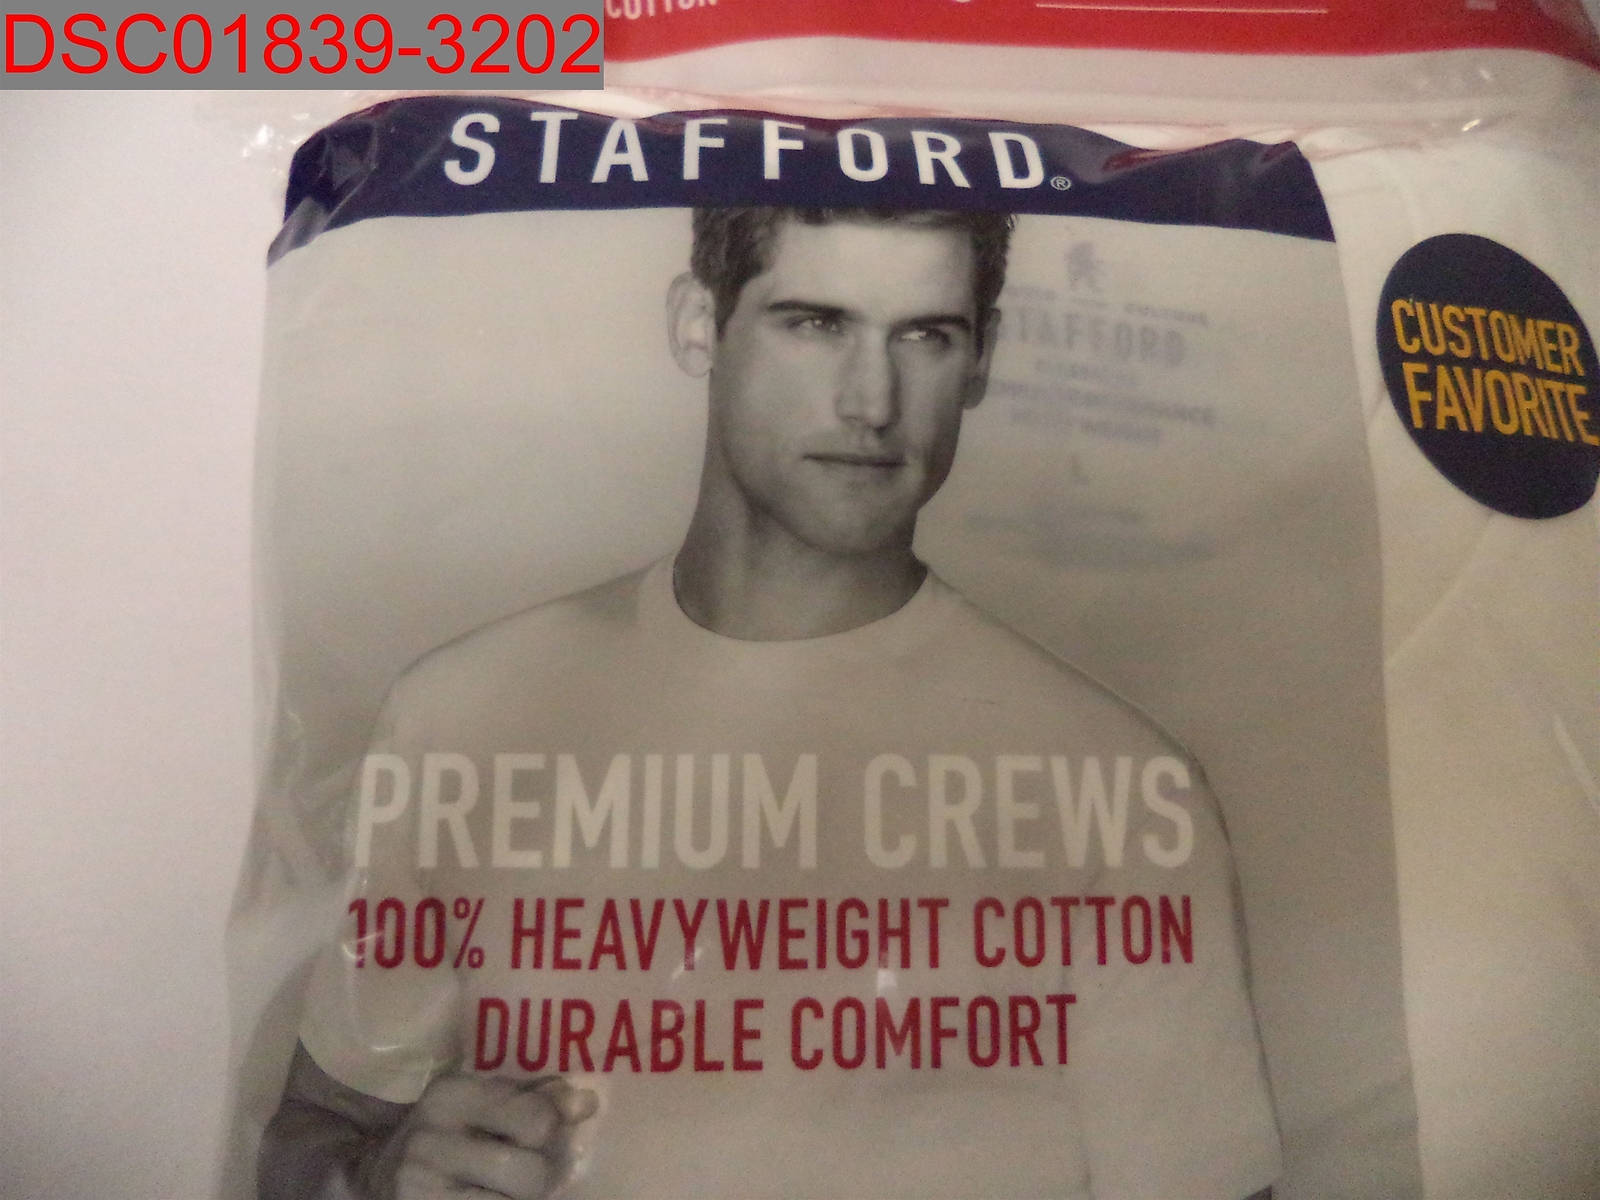 DSC01839-3202
COTTON
STAFFORD®
CUSTOMER
FAVORITE
STAFFORD
L
PREMIUM CREWS
100% HEAVYWEIGHT COTTON
DURABLE COMFORT